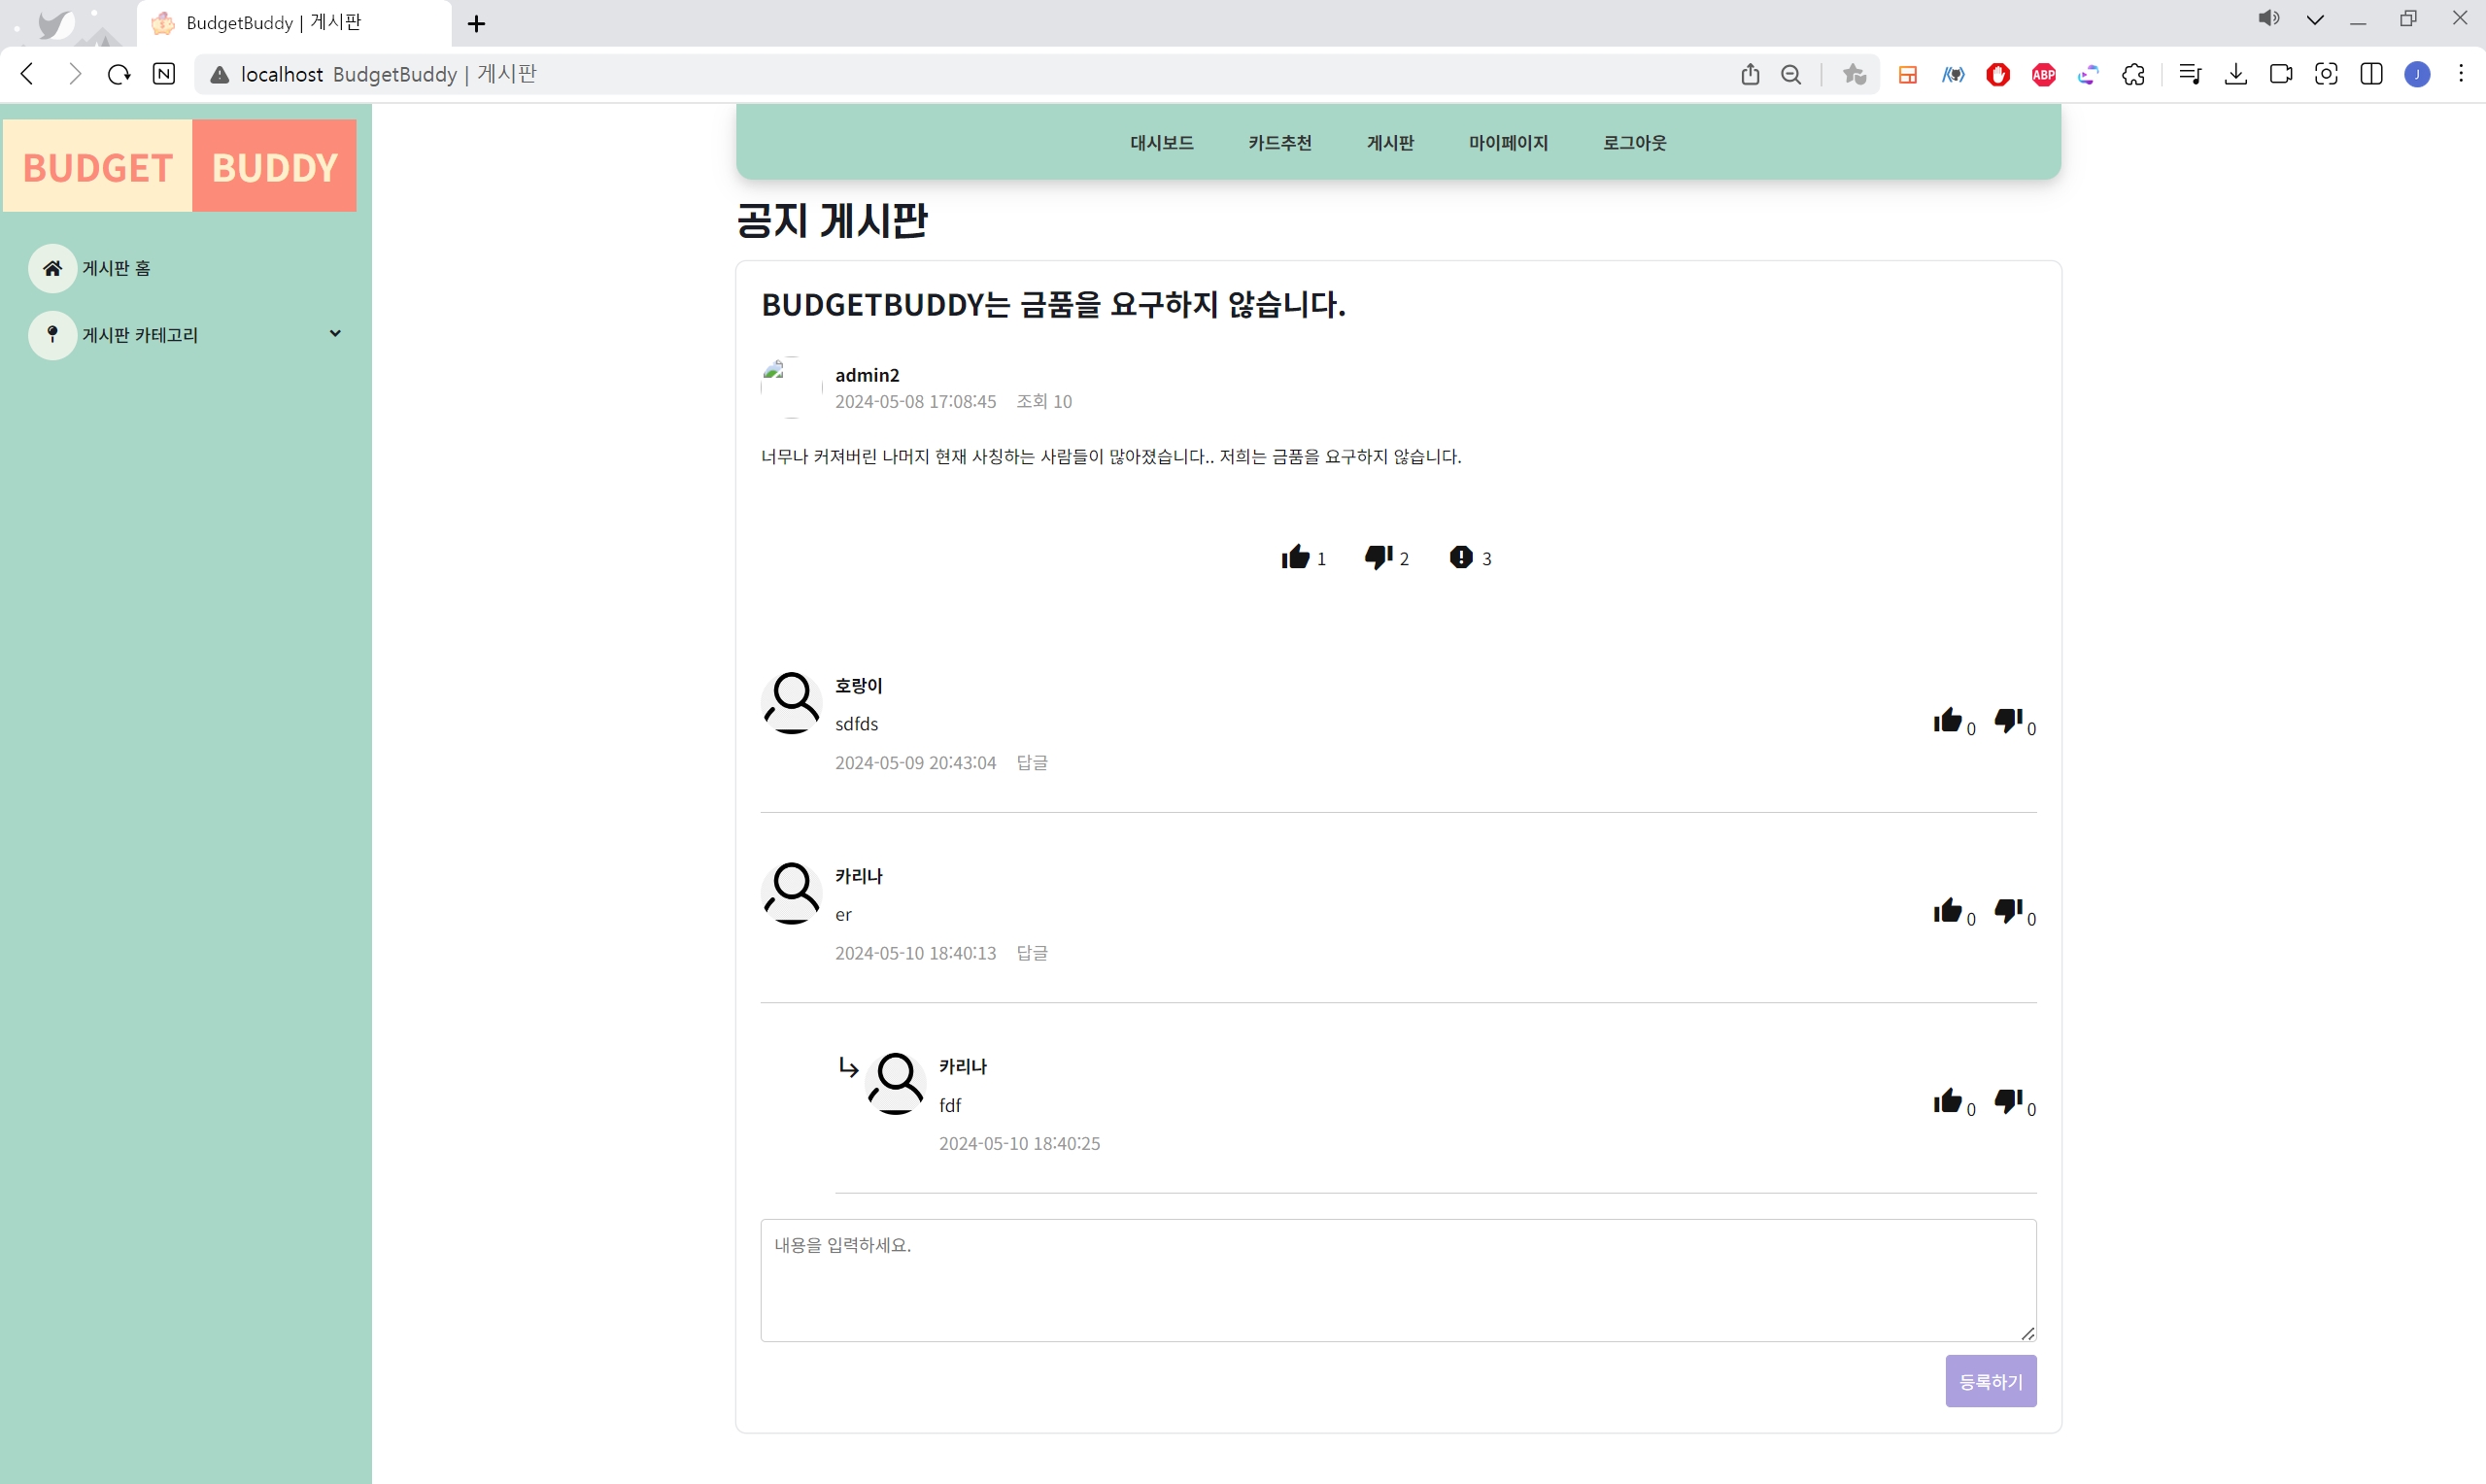 BudgetBuddy | 게시판
localhost BudgetBuddy | 게시판
ABP
J
BUDGET BUDDY
게시판 홈
게시판 카테고리
대시보드 카드추천 게시판 마이페이지 로그아웃
공지 게시판
BUDGETBUDDY는 금품을 요구하지 않습니다.
admin2
2024-05-08 17:08:45 조회 10
너무나 커져버린 나머지 현재 사칭하는 사람들이 많아졌습니다.. 저희는 금품을 요구하지 않습니다.
1 2 3
호랑이
sdfds
0 0
2024-05-09 20:43:04 답글
카리나
er
0 0
2024-05-10 18:40:13 답글
카리나
fdf
0 0
2024-05-10 18:40:25
내용을 입력하세요.
등록하기